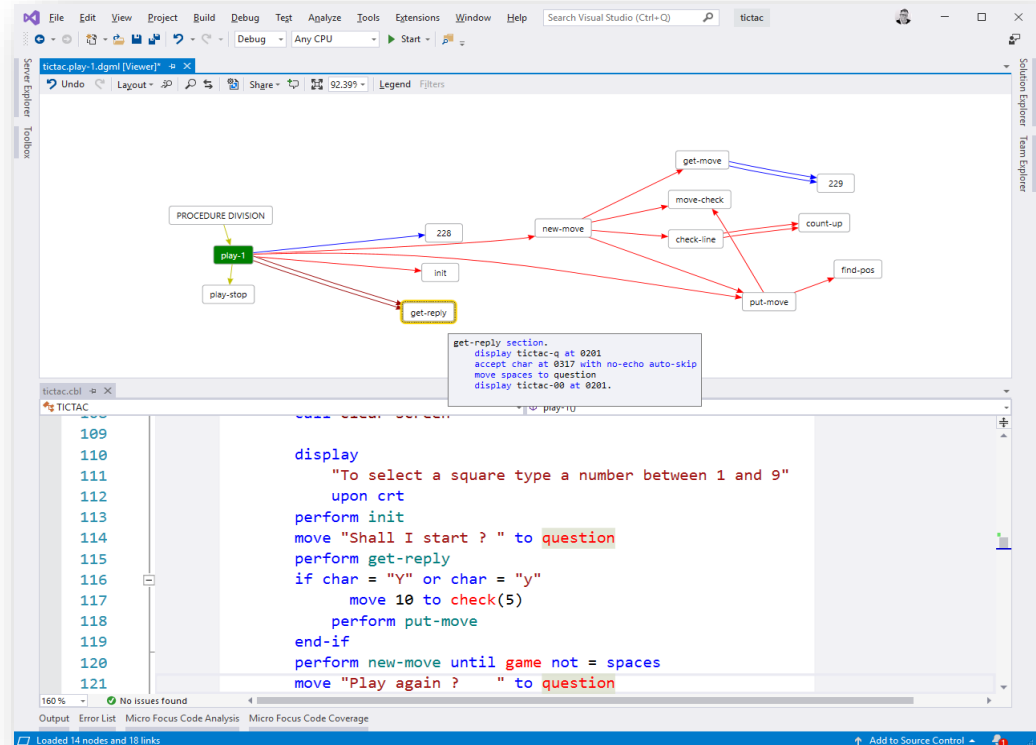 File Edit View Project Build Debug Test Analyze Tools Extensions Window Help Search Visual Studio (Ctrl+Q) tictac
Debug Any CPU Start
tictac.play-1.dgml [Viewer]*
Undo Layout Share 92.39% Legend Filters
Server Explorer
Toolbox
Solution Explorer
Team Explorer
get-move
229
move-check
PROCEDURE DIVISION
count-up
228
new-move
check-line
play-1
init
find-pos
play-stop
put-move
get-reply
get-reply section.
display tictac-q at 0201
accept char at 0317 with no-echo auto-skip
move spaces to question
display tictac-00 at 0201.
tictac.cbl
TICTAC play-1()
108 call clear-screen
109
110 display
111 "To select a square type a number between 1 and 9"
112 upon crt
113 perform init
114 move "Shall I start ? " to question
115 perform get-reply
116 if char = "Y" or char = "y"
117 move 10 to check(5)
118 perform put-move
119 end-if
120 perform new-move until game not = spaces
121 move "Play again ?    " to question
160 % No issues found
Output Error List Micro Focus Code Analysis Micro Focus Code Coverage
Loaded 14 nodes and 18 links Add to Source Control 1